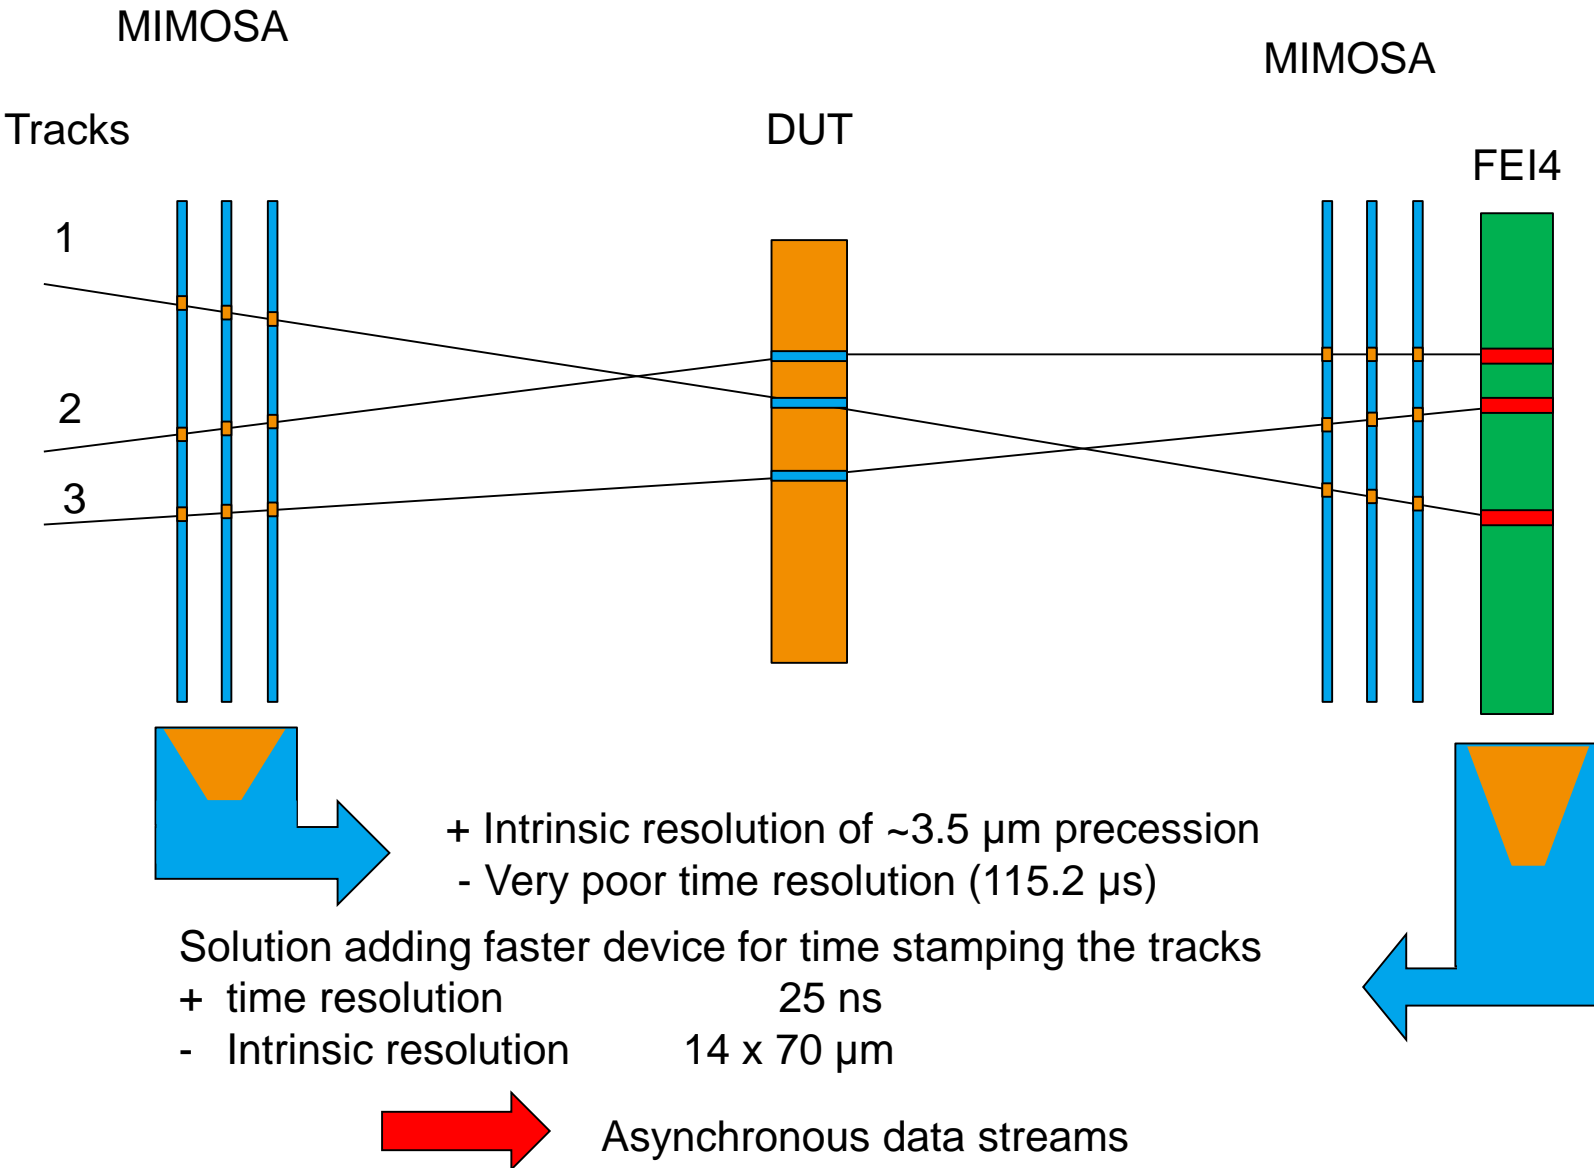 MIMOSA
MIMOSA
Tracks
DUT
FEI4
1
2
3
+ Intrinsic resolution of ~3.5 µm precession
- Very poor time resolution (115.2 µs)
Solution adding faster device for time stamping the tracks
+ time resolution 25 ns
- Intrinsic resolution 14 x 70 µm
Asynchronous data streams